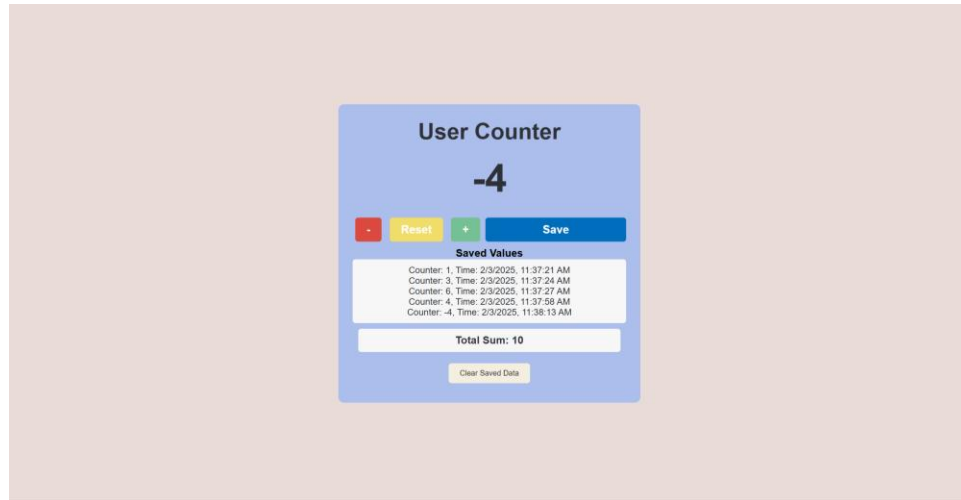 User Counter
-4
- Reset + Save
Saved Values
Counter: 1, Time: 2/3/2025, 11:37:21 AM
Counter: 3, Time: 2/3/2025, 11:37:24 AM
Counter: 6, Time: 2/3/2025, 11:37:27 AM
Counter: 4, Time: 2/3/2025, 11:37:58 AM
Counter: -4, Time: 2/3/2025, 11:38:13 AM
Total Sum: 10
Clear Saved Data